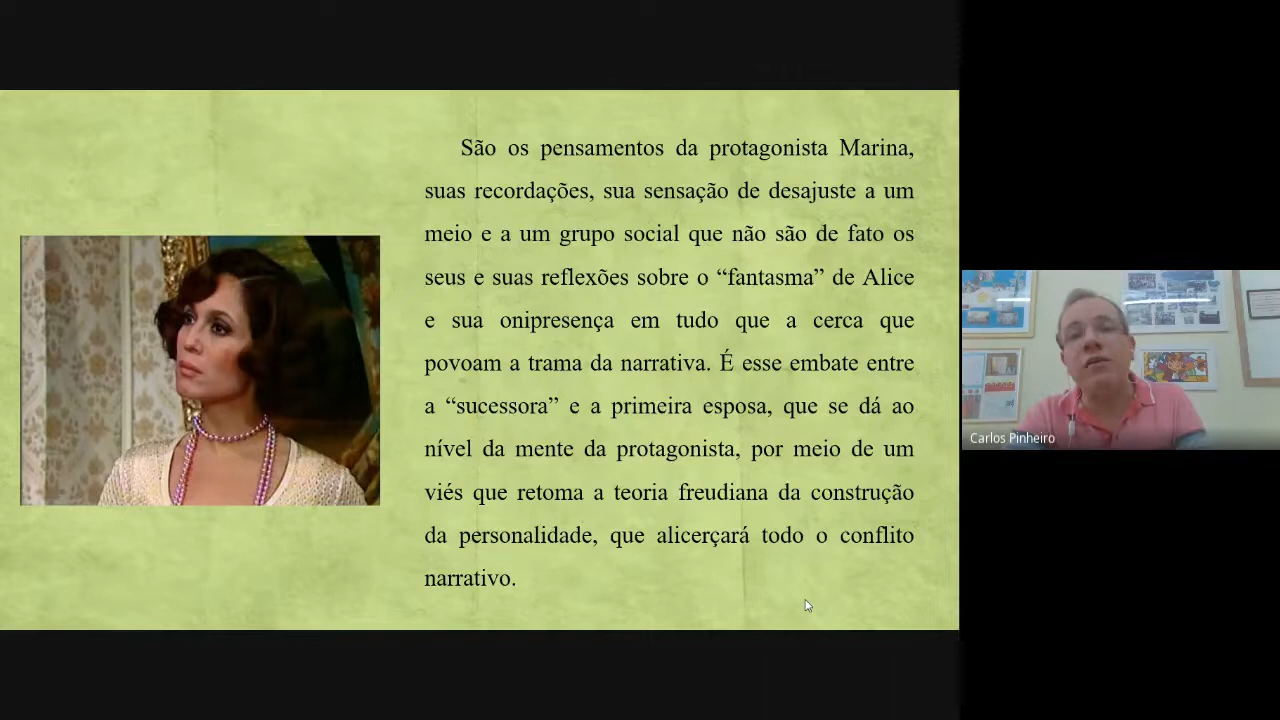 São os pensamentos da protagonista Marina,
suas recordações, sua sensação de desajuste a um
meio e a um grupo social que não são de fato os
seus e suas reflexões sobre o “fantasma” de Alice
e sua onipresença em tudo que a cerca que
povoam a trama da narrativa. É esse embate entre
a “sucessora” e a primeira esposa, que se dá ao
nível da mente da protagonista, por meio de um
viés que retoma a teoria freudiana da construção
da personalidade, que alicerçará todo o conflito
narrativo.
Carlos Pinheiro